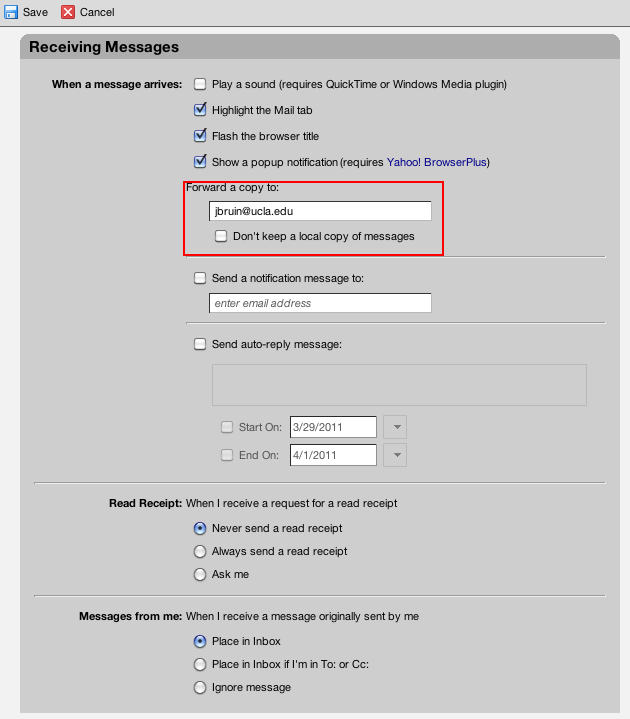 Save Cancel
Receiving Messages
When a message arrives: Play a sound (requires QuickTime or Windows Media plugin)
Highlight the Mail tab
Flash the browser title
Show a popup notification (requires Yahoo! BrowserPlus)
Forward a copy to:
jbruin@ucla.edu
Don't keep a local copy of messages
Send a notification message to:
enter email address
Send auto-reply message:
Start On: 3/29/2011
End On: 4/1/2011
Read Receipt: When I receive a request for a read receipt
Never send a read receipt
Always send a read receipt
Ask me
Messages from me: When I receive a message originally sent by me
Place in Inbox
Place in Inbox if I'm in To: or Cc:
Ignore message